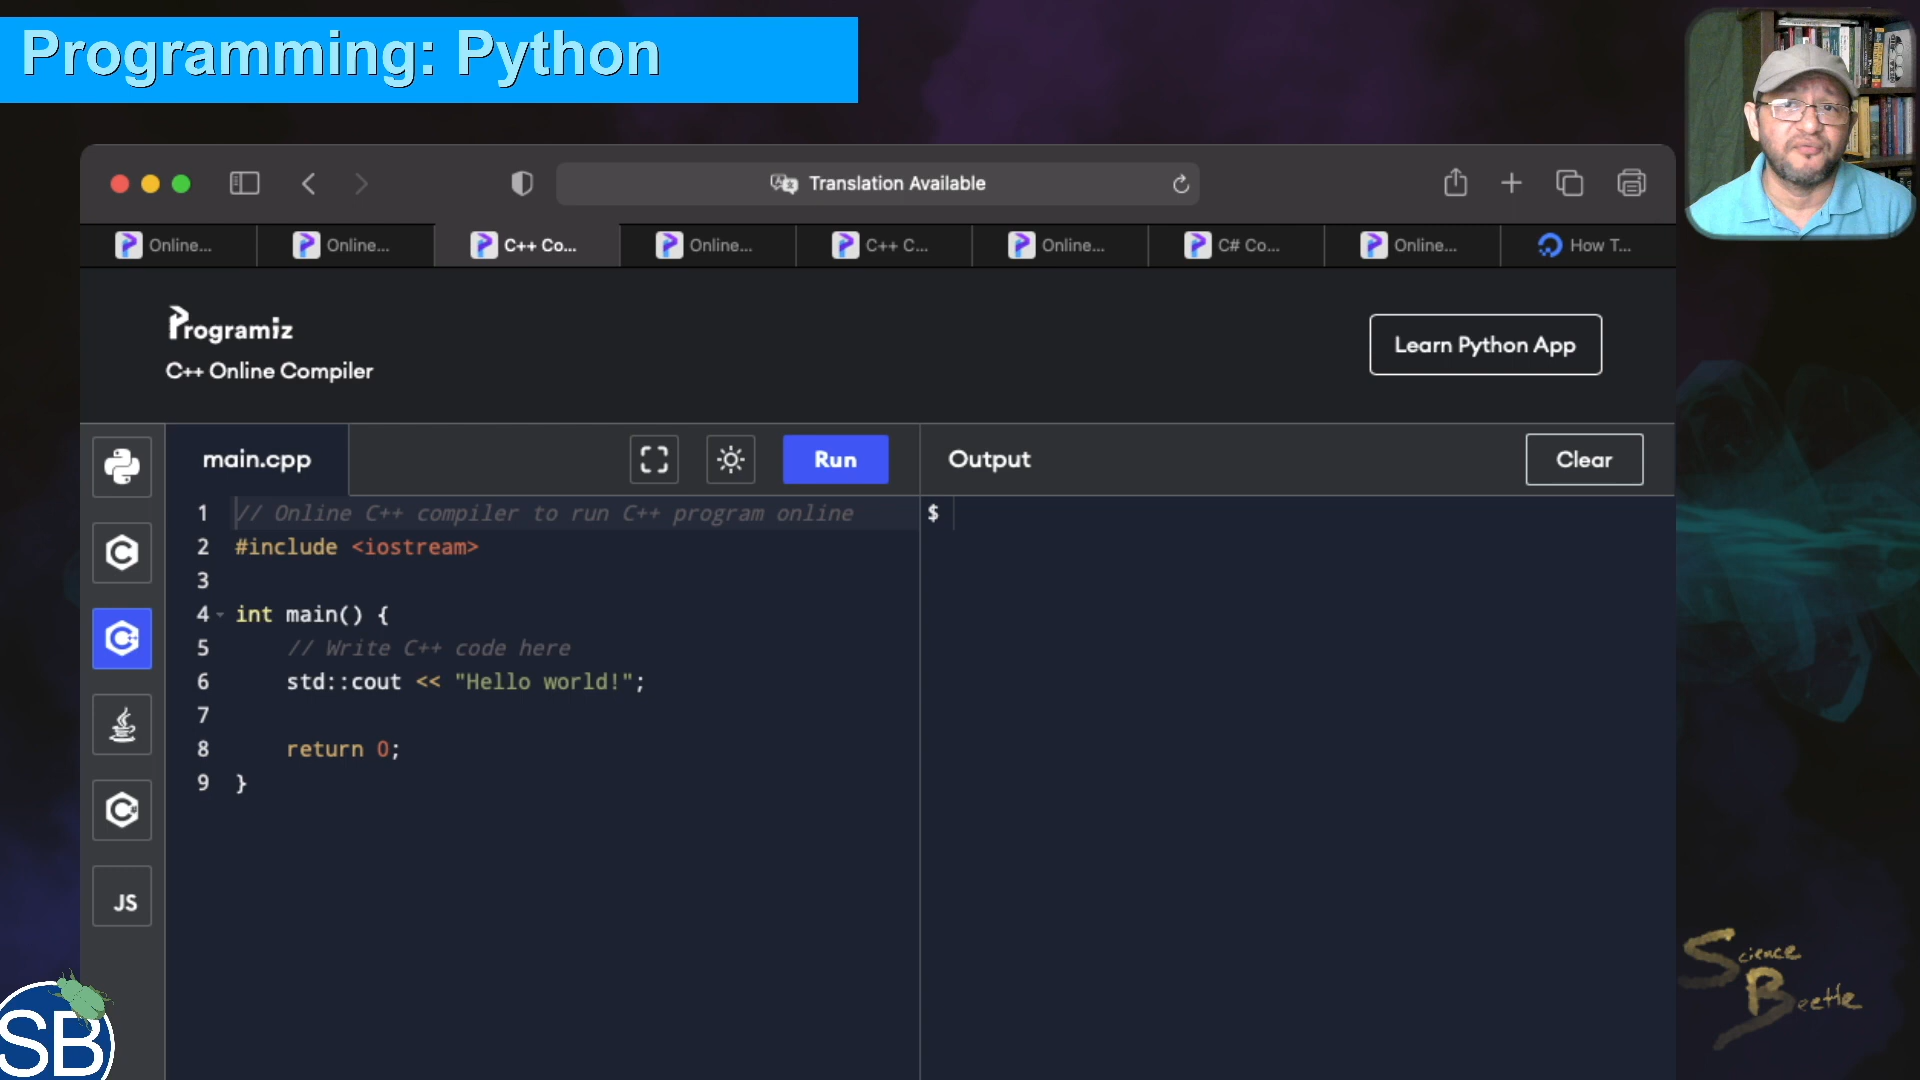 Programming: Python
Translation Available
Online...
Online...
C++ Co...
Online...
C++ C...
Online...
C# Co...
Online...
How T...
Programiz
C++ Online Compiler
Learn Python App
main.cpp
Run
Output
Clear
1 // Online C++ compiler to run C++ program online
2 #include <iostream>
3
4 int main() {
5 // Write C++ code here
6 std::cout << "Hello world!";
7
8 return 0;
9 }
$
JS
SB
Science
Beetle